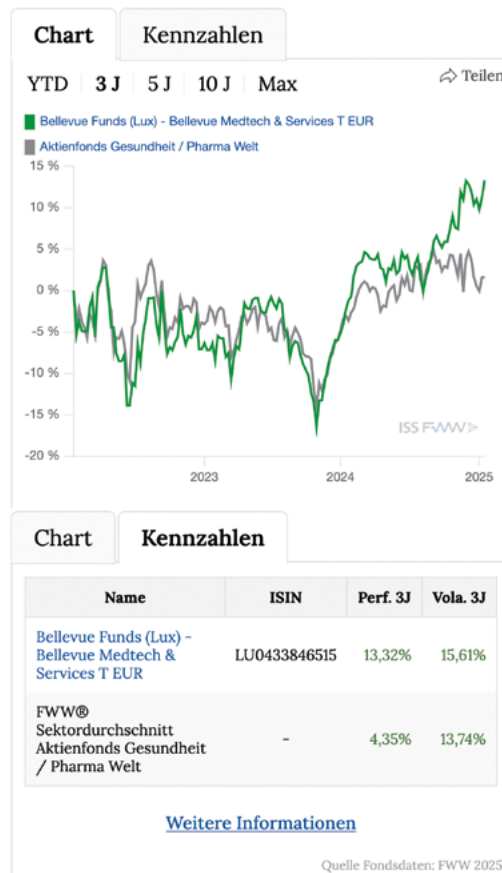 Chart Kennzahlen
YTD 3 J 5 J 10 J Max Teilen
Bellevue Funds (Lux) - Bellevue Medtech & Services T EUR
Aktienfonds Gesundheit / Pharma Welt
15 %
10 %
5 %
0 %
-5 %
-10 %
-15 %
ISS FWW
-20 %
2023 2024 2025
Chart Kennzahlen
Name ISIN Perf. 3J Vola. 3J
Bellevue Funds (Lux) -
Bellevue Medtech &
Services T EUR
LU0433846515 13,32% 15,61%
FWW®
Sektordurchschnitt
Aktienfonds Gesundheit
/ Pharma Welt
- 4,35% 13,74%
Weitere Informationen
Quelle Fondsdaten: FWW 2025